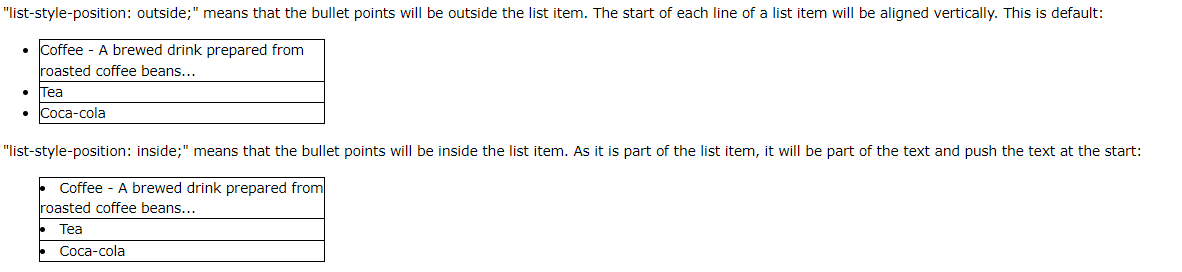 "list-style-position: outside;" means that the bullet points will be outside the list item. The start of each line of a list item will be aligned vertically. This is default:
• Coffee - A brewed drink prepared from
roasted coffee beans...
• Tea
• Coca-cola
"list-style-position: inside;" means that the bullet points will be inside the list item. As it is part of the list item, it will be part of the text and push the text at the start:
• Coffee - A brewed drink prepared from
roasted coffee beans...
• Tea
• Coca-cola